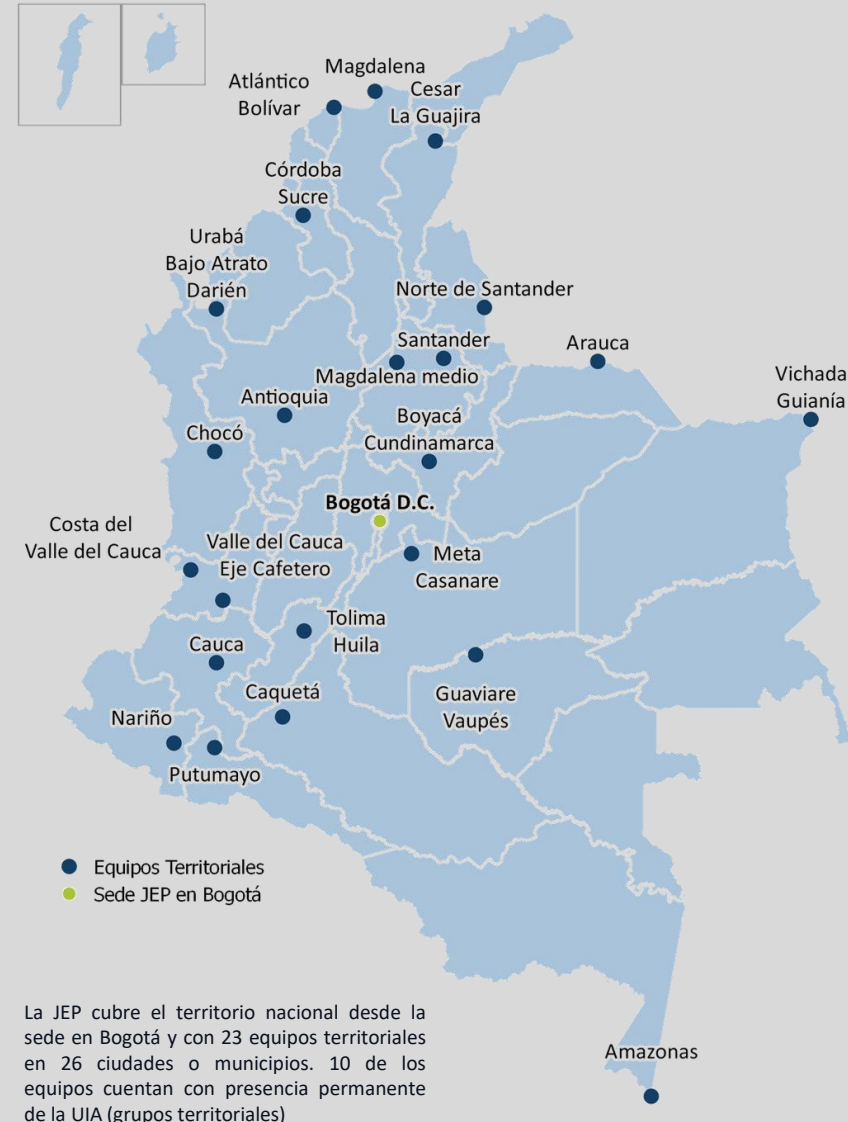 Magdalena
Atlántico
Bolívar
Cesar
La Guajira
Córdoba
Sucre
Urabá
Bajo Atrato
Darién
Norte de Santander
Santander
Magdalena medio
Arauca
Vichada
Guianía
Antioquia
Chocó
Boyacá
Cundinamarca
Bogotá D.C.
Costa del
Valle del Cauca
Valle del Cauca
Eje Cafetero
Meta
Casanare
Tolima
Huila
Cauca
Caquetá
Guaviare
Vaupés
Nariño
Putumayo
Equipos Territoriales
Sede JEP en Bogotá
La JEP cubre el territorio nacional desde la
sede en Bogotá y con 23 equipos territoriales
en 26 ciudades o municipios. 10 de los
equipos cuentan con presencia permanente
de la UIA (grupos territoriales)
Amazonas